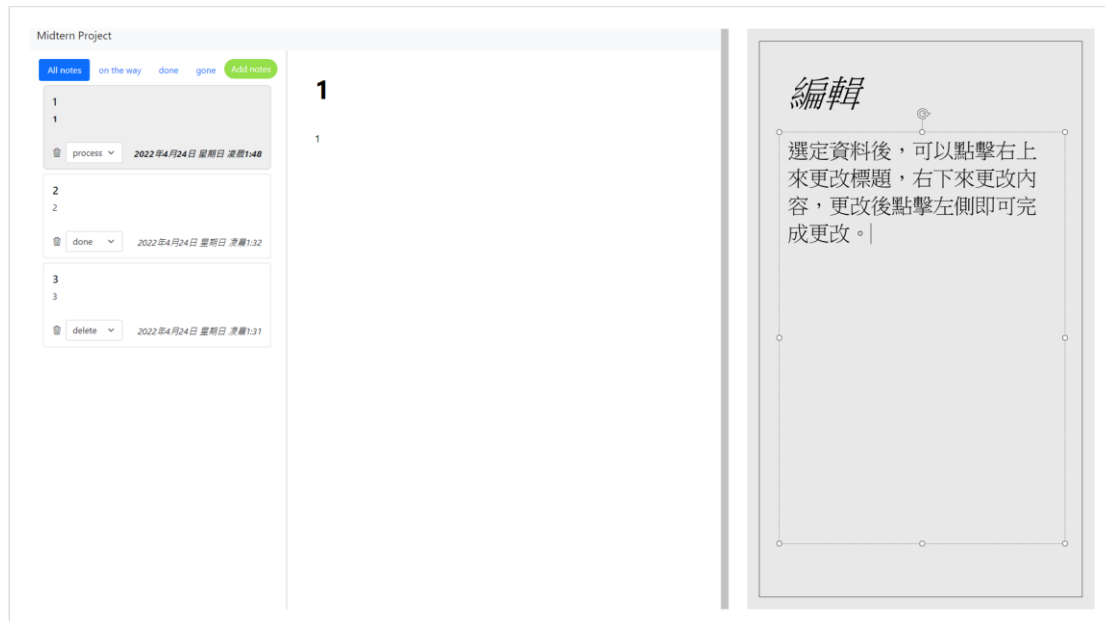 Midtern Project
All notes on the way done gone Add notes
1
1
process 2022年4月24日 星期日 凌晨1:48
2
2
done 2022年4月24日 星期日 凌晨1:32
3
3
delete 2022年4月24日 星期日 凌晨1:31
1
1
編輯
選定資料後，可以點擊右上
來更改標題，右下來更改內
容，更改後點擊左側即可完
成更改。